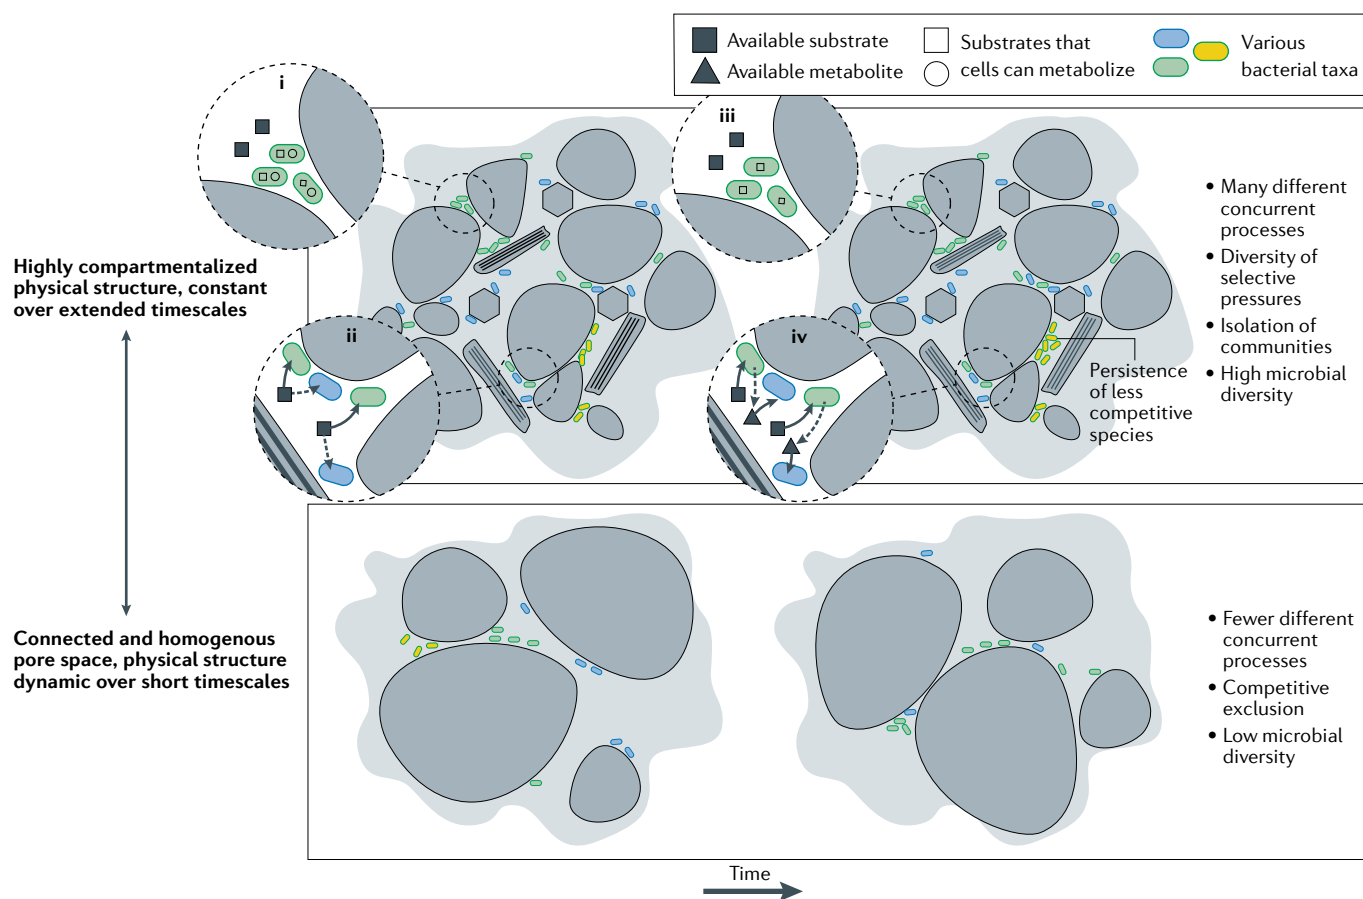 Available substrate
Available metabolite
Substrates that
cells can metabolize
Various
bacterial taxa
i
iii
Highly compartmentalized
physical structure, constant
over extended timescales
ii
iv
Persistence
of less
competitive
species
• Many different
concurrent
processes
• Diversity of
selective
pressures
• Isolation of
communities
• High microbial
diversity
Connected and homogenous
pore space, physical structure
dynamic over short timescales
• Fewer different
concurrent
processes
• Competitive
exclusion
• Low microbial
diversity
Time